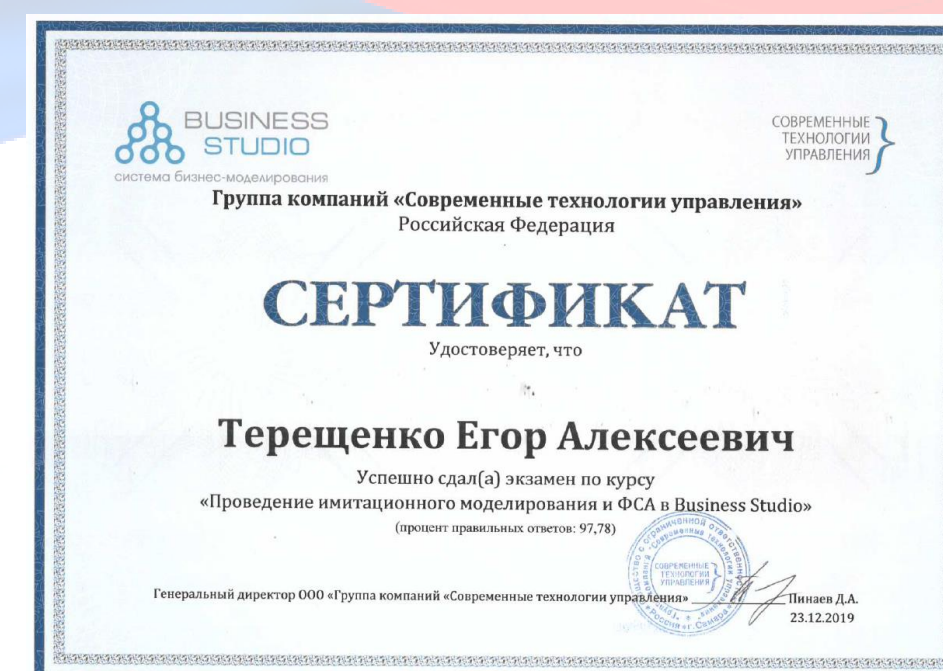 BUSINESS
STUDIO
система бизнес-моделирования
СОВРЕМЕННЫЕ
ТЕХНОЛОГИИ
УПРАВЛЕНИЯ
Группа компаний «Современные технологии управления»
Российская Федерация
СЕРТИФИКАТ
Удостоверяет, что
Терещенко Егор Алексеевич
Успешно сдал(а) экзамен по курсу
«Проведение имитационного моделирования и ФСА в Business Studio»
(процент правильных ответов: 97,78)
СОВРЕМЕННЫЕ
ТЕХНОЛОГИИ
УПРАВЛЕНИЯ
Генеральный директор ООО «Группа компаний «Современные технологии управления» Пинаев Д.А.
23.12.2019